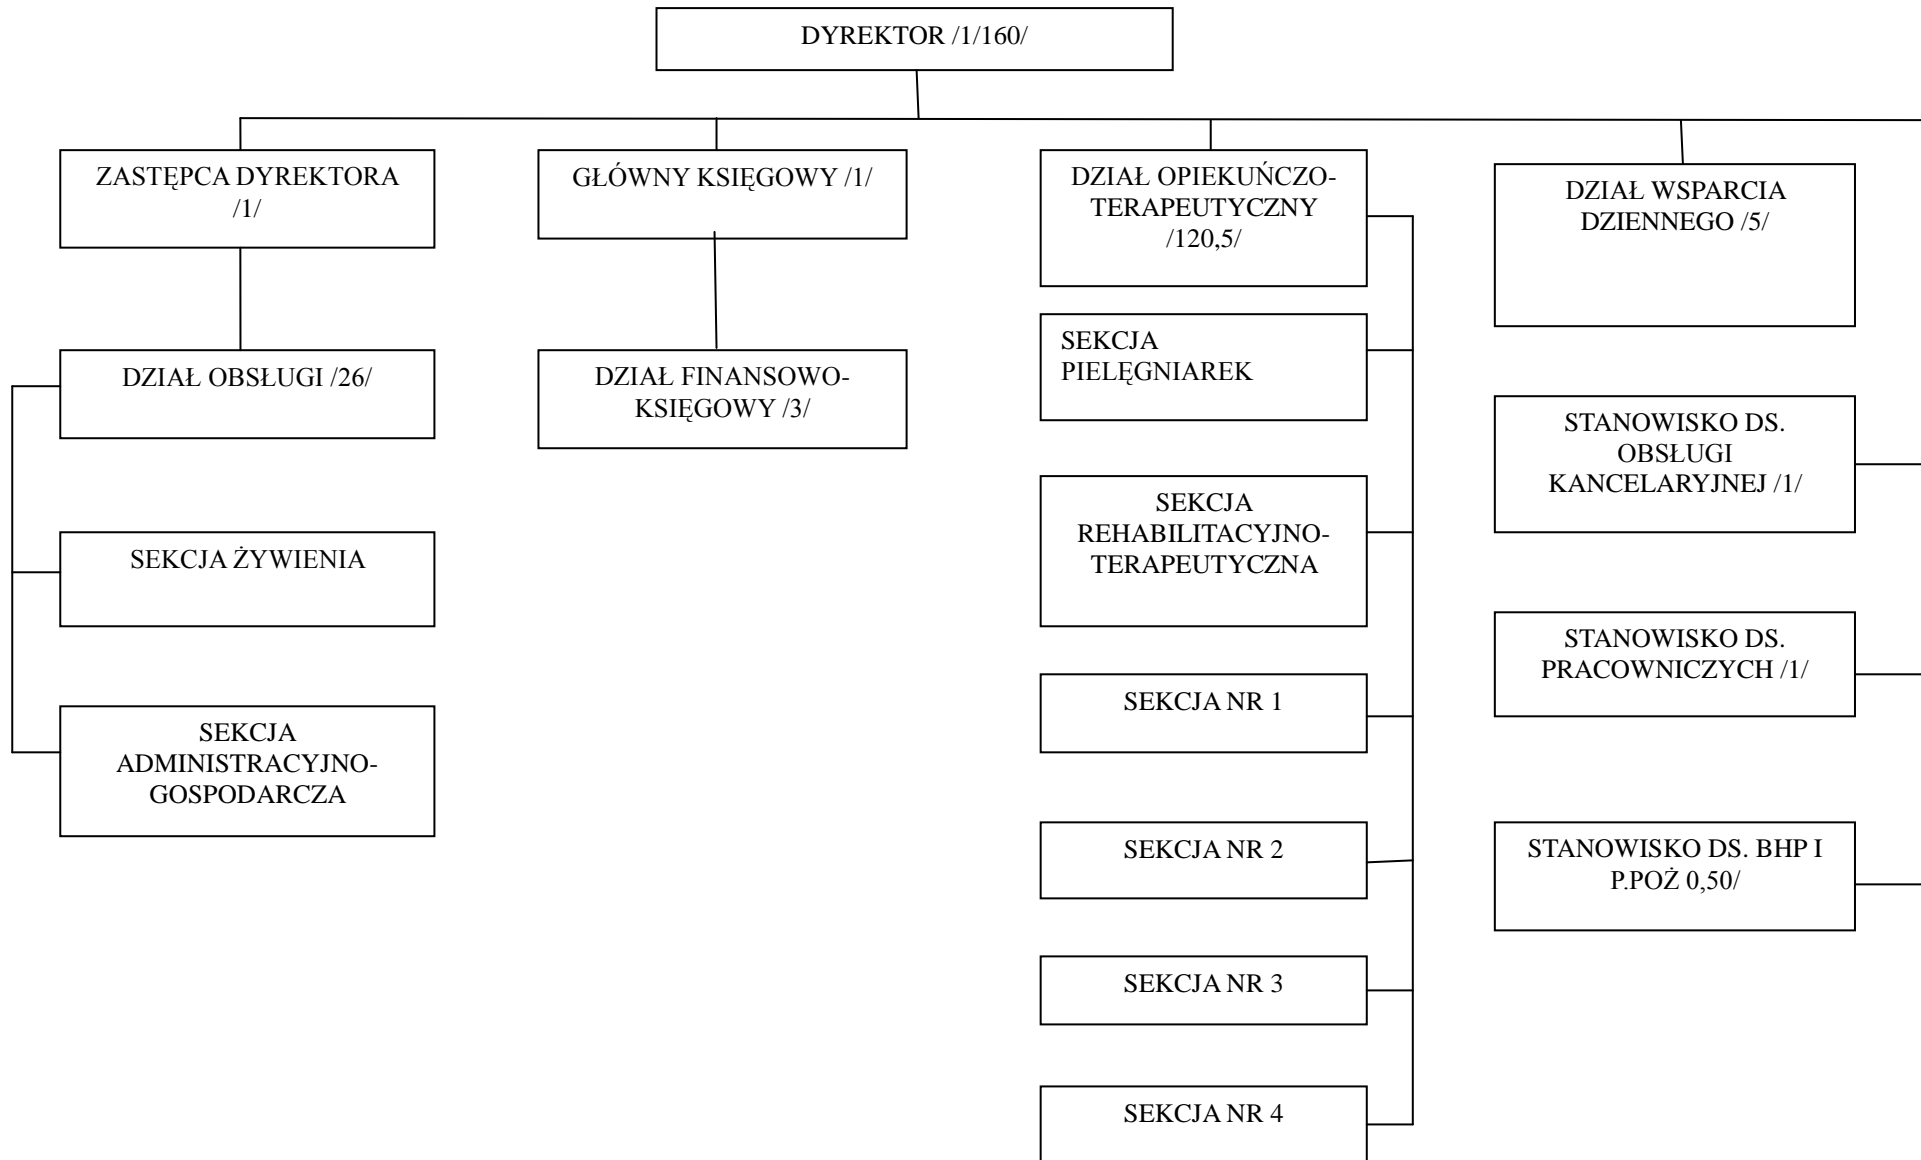 DYREKTOR /1/160/
ZASTĘPCA DYREKTORA
/1/
GŁÓWNY KSIĘGOWY /1/
DZIAŁ OPIEKUŃCZO-
TERAPEUTYCZNY
/120,5/
DZIAŁ WSPARCIA
DZIENNEGO /5/
DZIAŁ OBSŁUGI /26/
DZIAŁ FINANSOWO-
KSIĘGOWY /3/
SEKCJA
PIELĘGNIAREK
STANOWISKO DS.
OBSŁUGI
KANCELARYJNEJ /1/
SEKCJA ŻYWIENIA
SEKCJA
REHABILITACYJNO-
TERAPEUTYCZNA
STANOWISKO DS.
PRACOWNICZYCH /1/
SEKCJA
ADMINISTRACYJNO-
GOSPODARCZA
SEKCJA NR 1
SEKCJA NR 2
STANOWISKO DS. BHP I
P.POŻ 0,50/
SEKCJA NR 3
SEKCJA NR 4